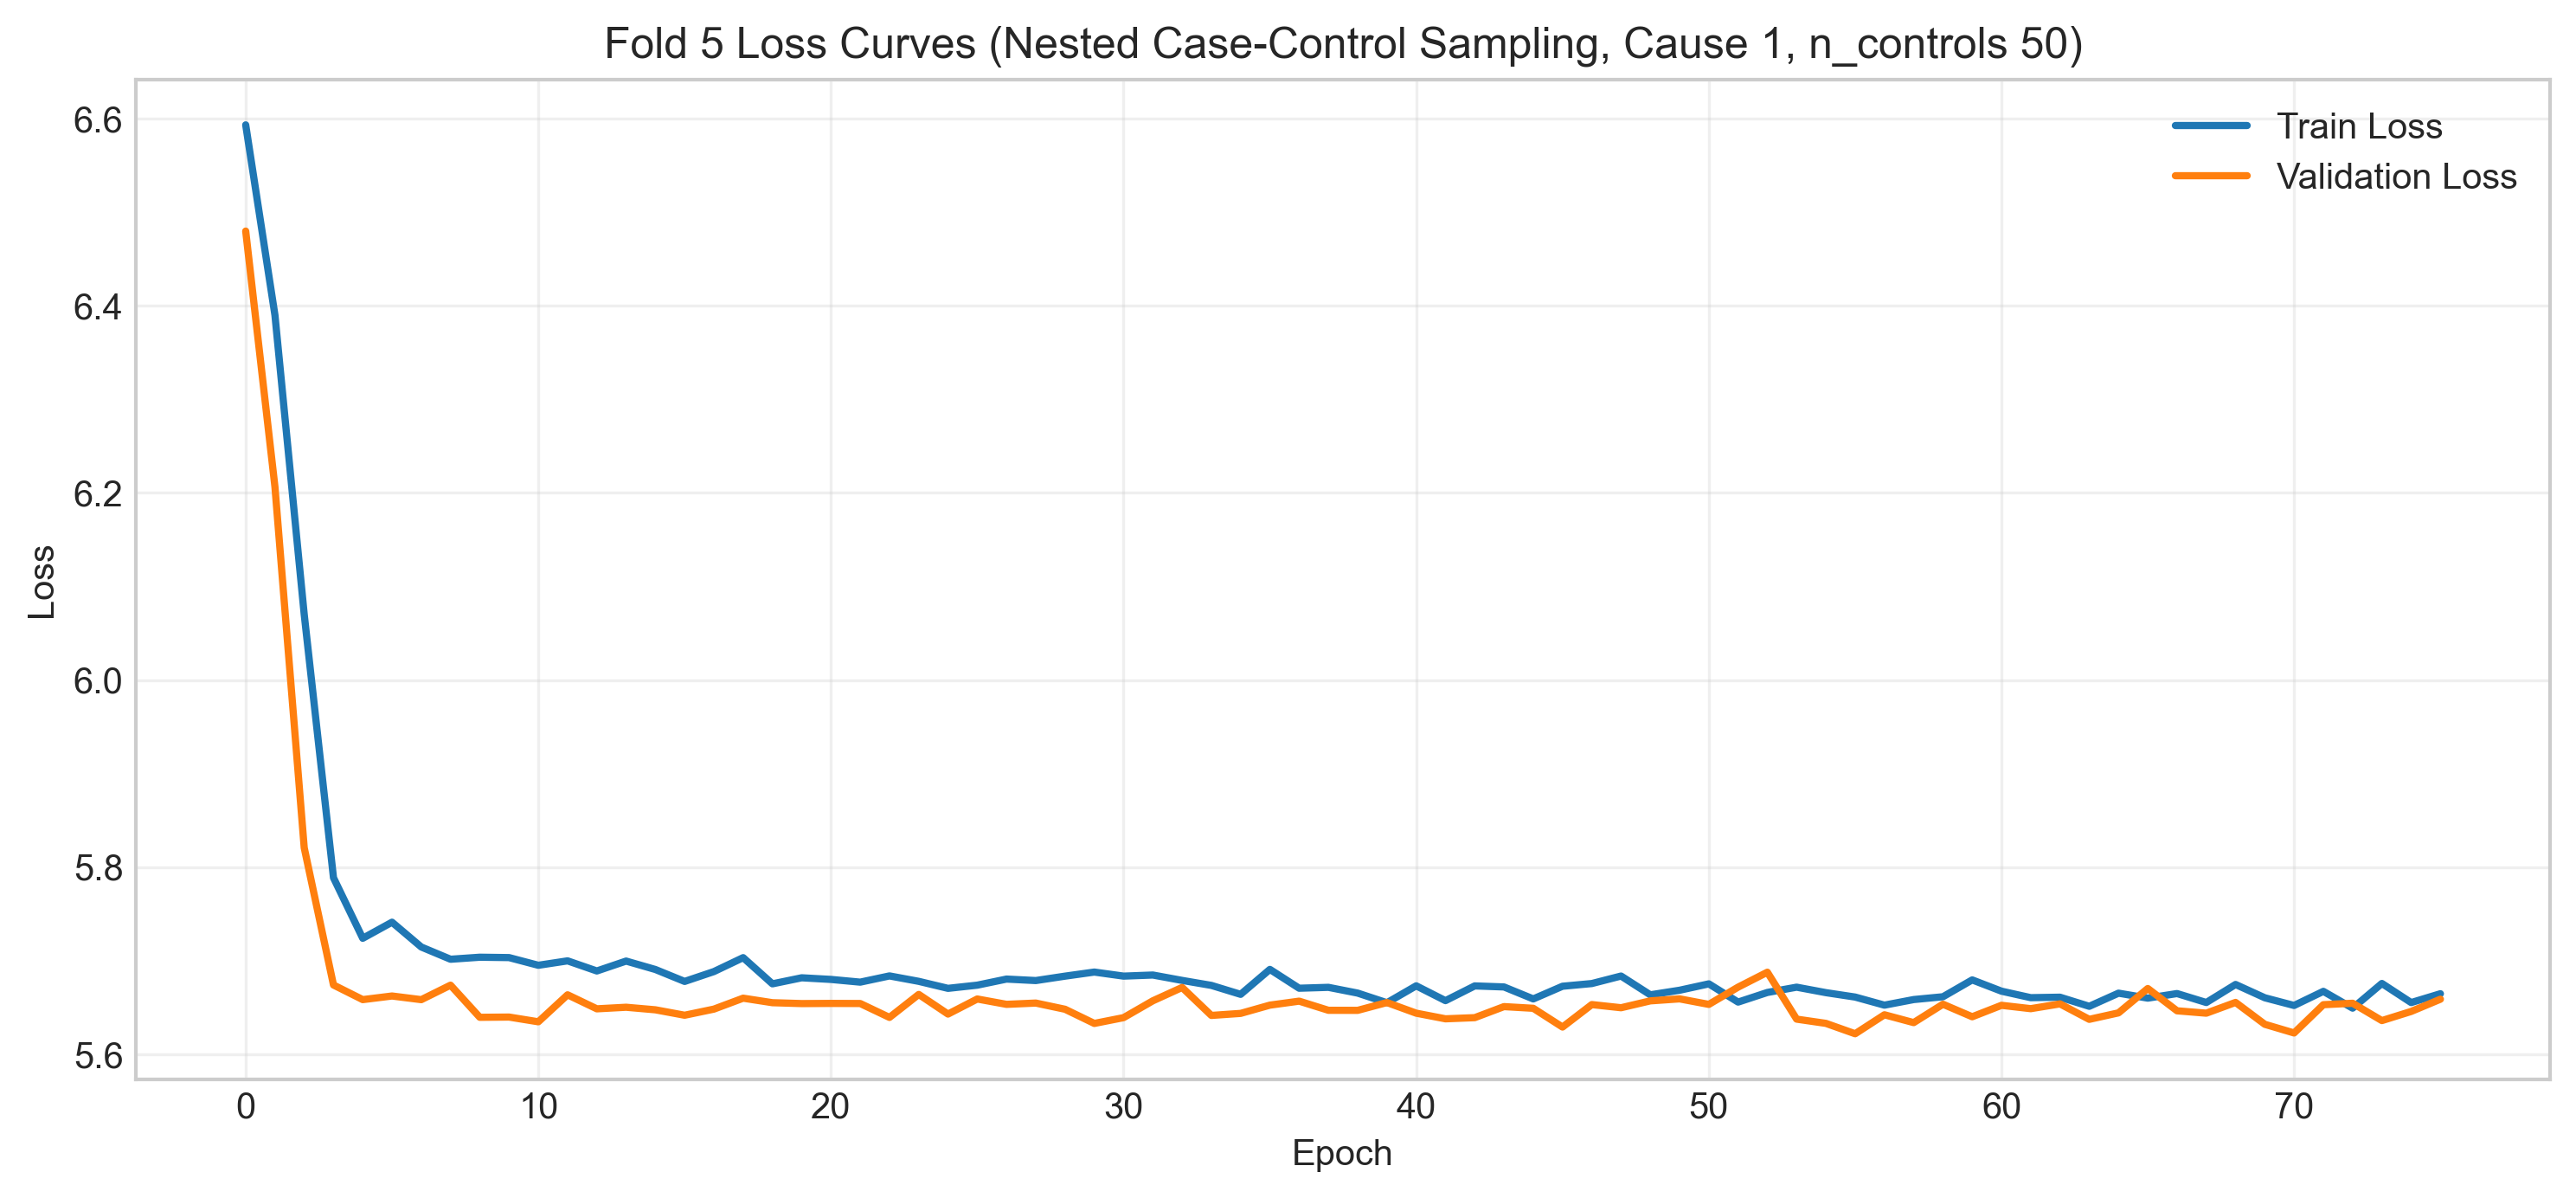 Fold 5 Loss Curves (Nested Case-Control Sampling, Cause 1, n_controls 50)
Train Loss
Validation Loss
Loss
6.6
6.4
6.2
6.0
5.8
5.6
0 10 20 30 40 50 60 70
Epoch